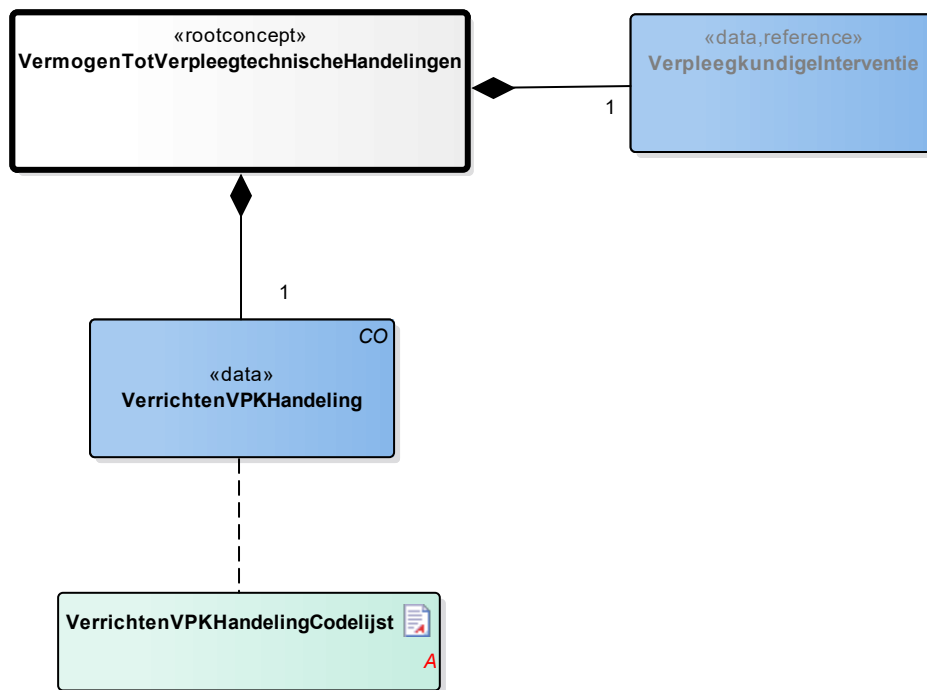 «rootconcept»
VermogenTotVerpleegtechnischeHandelingen
«data,reference»
VerpleegkundigeInterventie
1
1
CO
«data»
VerrichtenVPKHandeling
VerrichtenVPKHandelingCodelijst
A